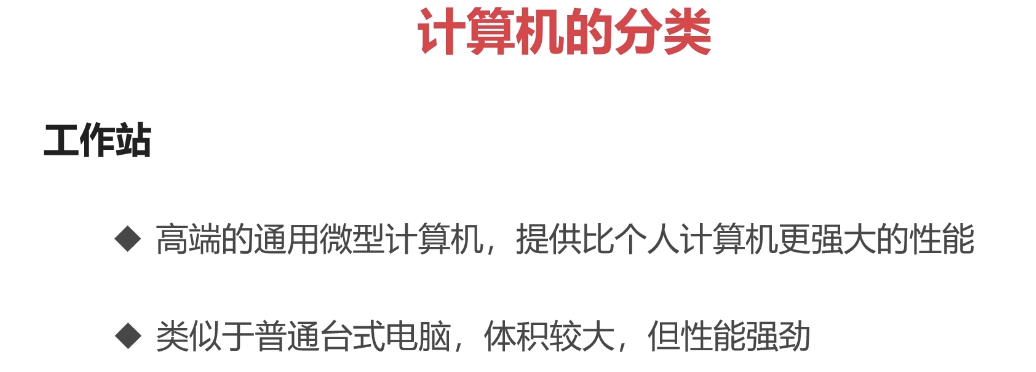 计算机的分类
工作站
◆ 高端的通用微型计算机，提供比个人计算机更强大的性能
◆ 类似于普通台式电脑，体积较大，但性能强劲